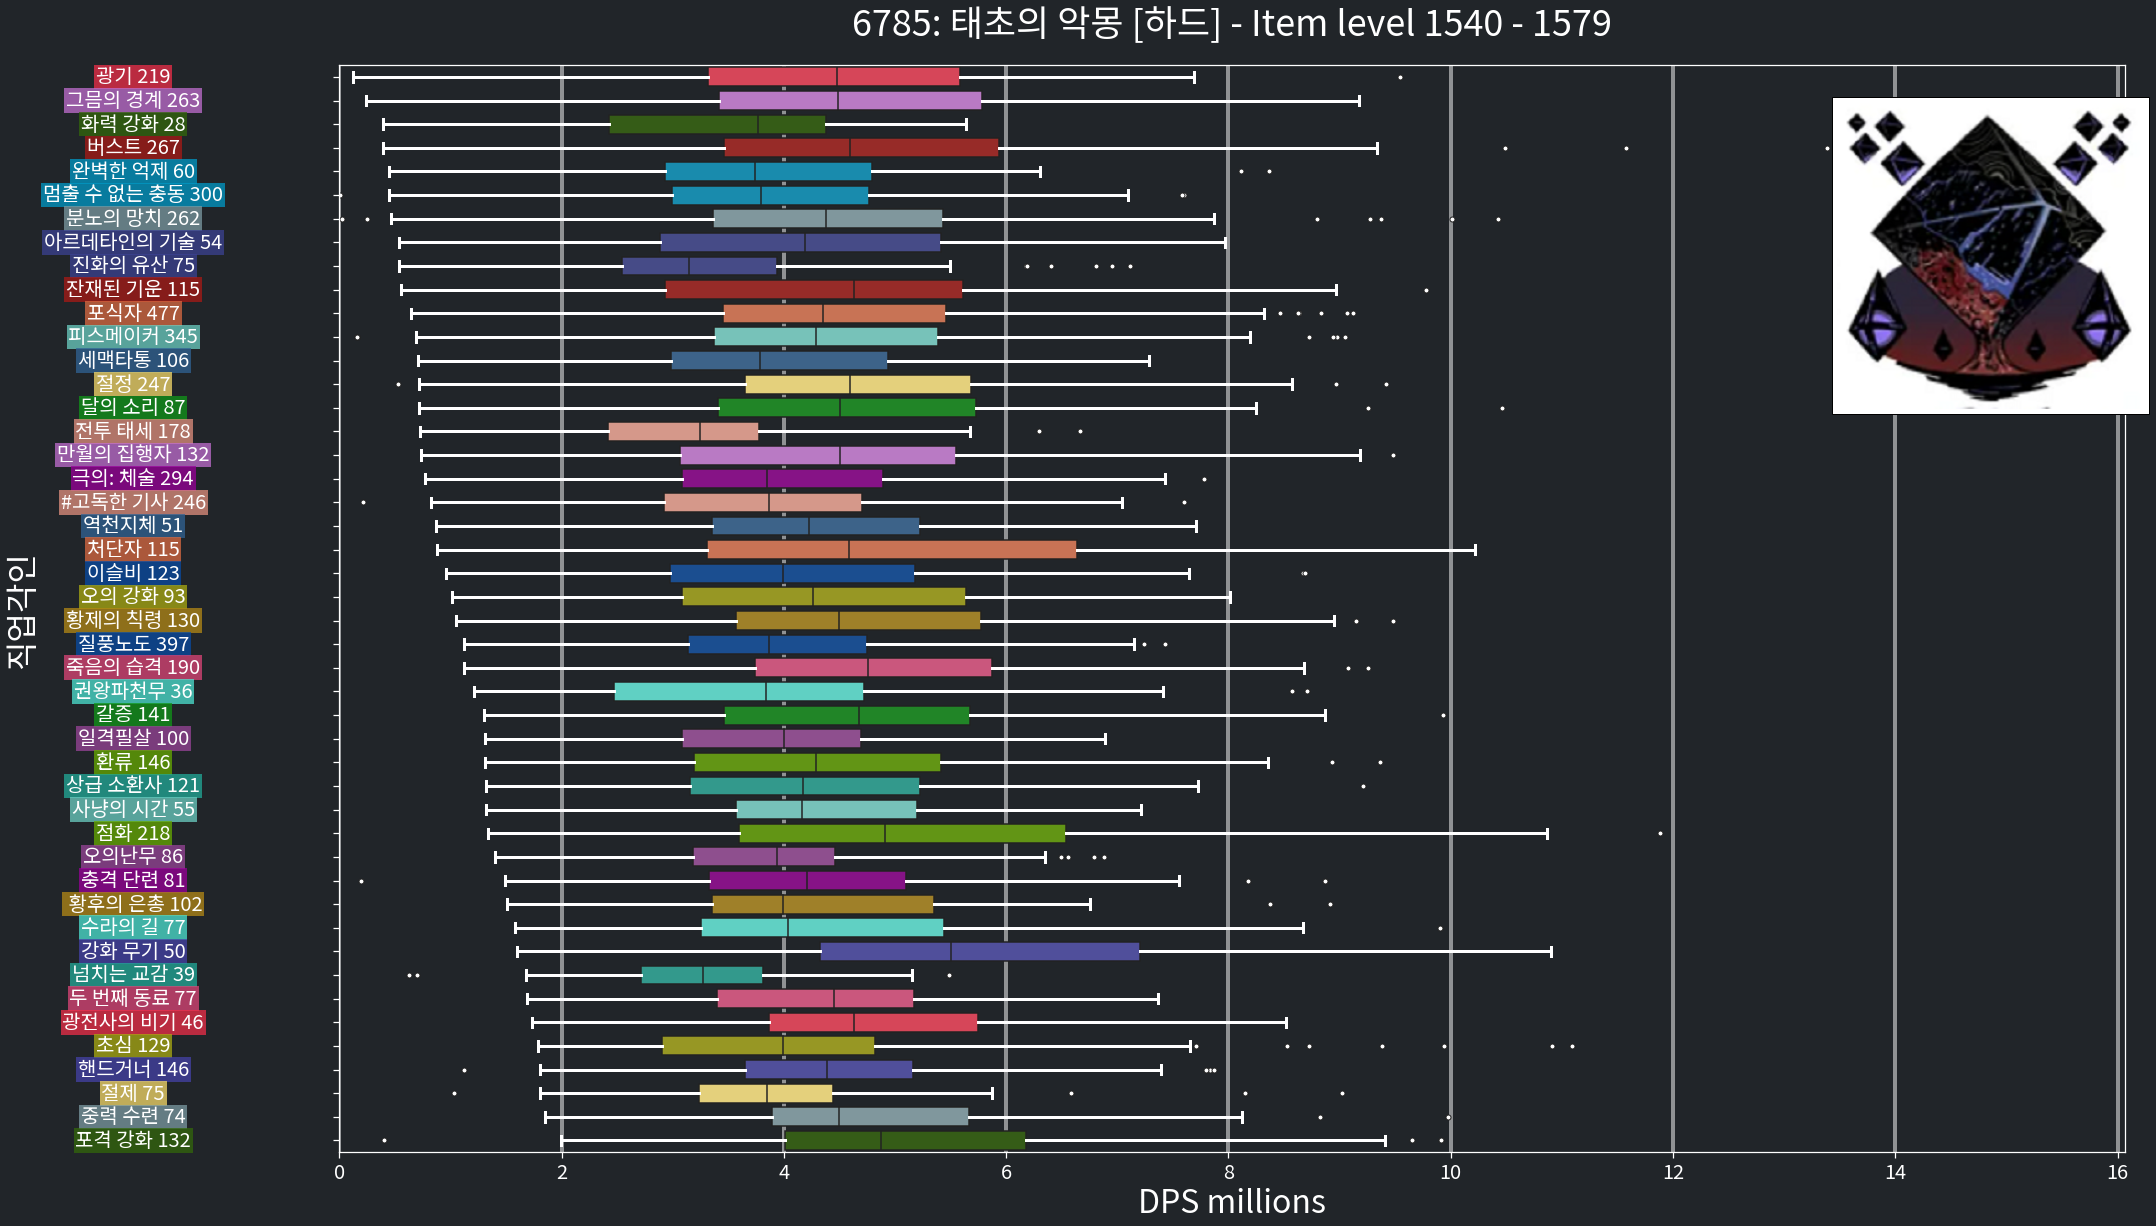 6785: 태초의 악몽 [하드] - Item level 1540 - 1579
직업각인
광기 219
그믐의 경계 263
화력 강화 28
버스트 267
완벽한 억제 60
멈출 수 없는 충동 300
분노의 망치 262
아르데타인의 기술 54
진화의 유산 75
잔재된 기운 115
포식자 477
피스메이커 345
세맥타통 106
절정 247
달의 소리 87
전투 태세 178
만월의 집행자 132
극의: 체술 294
#고독한 기사 246
역천지체 51
처단자 115
이슬비 123
오의 강화 93
황제의 칙령 130
질풍노도 397
죽음의 습격 190
권왕파천무 36
갈증 141
일격필살 100
환류 146
상급 소환사 121
사냥의 시간 55
점화 218
오의난무 86
충격 단련 81
황후의 은총 102
수라의 길 77
강화 무기 50
넘치는 교감 39
두 번째 동료 77
광전사의 비기 46
초심 129
핸드거너 146
절제 75
중력 수련 74
포격 강화 132
0 2 4 6 8 10 12 14 16
DPS millions